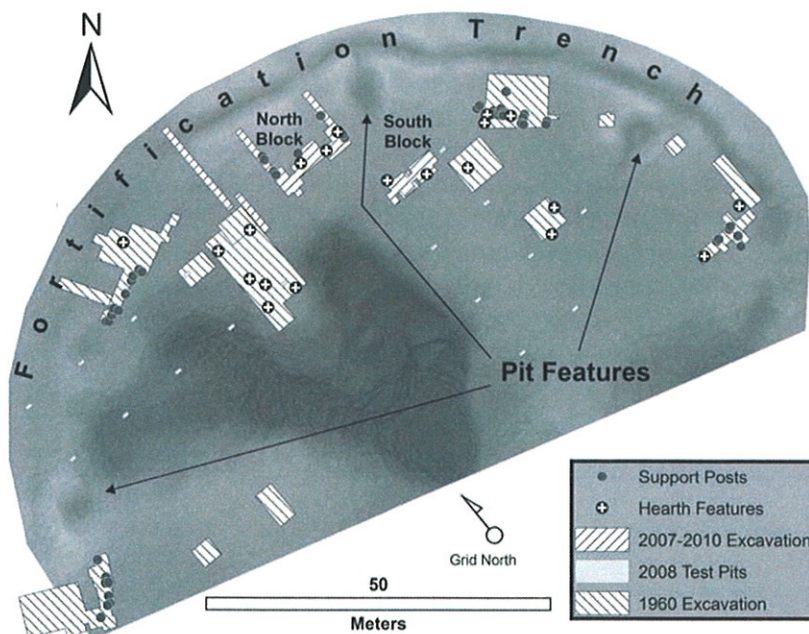 N
Fortification Trench
North
Block
South
Block
Pit Features
Grid North
50
Meters
Support Posts
Hearth Features
2007-2010 Excavation
2008 Test Pits
1960 Excavation